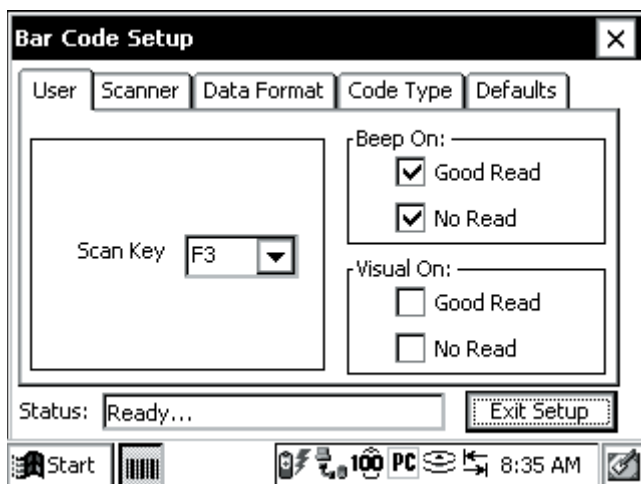 Bar Code Setup
User Scanner Data Format Code Type Defaults
Beep On:
Good Read
No Read
Scan Key F3
Visual On:
Good Read
No Read
Status: Ready... Exit Setup
Start 100 PC 8:35 AM